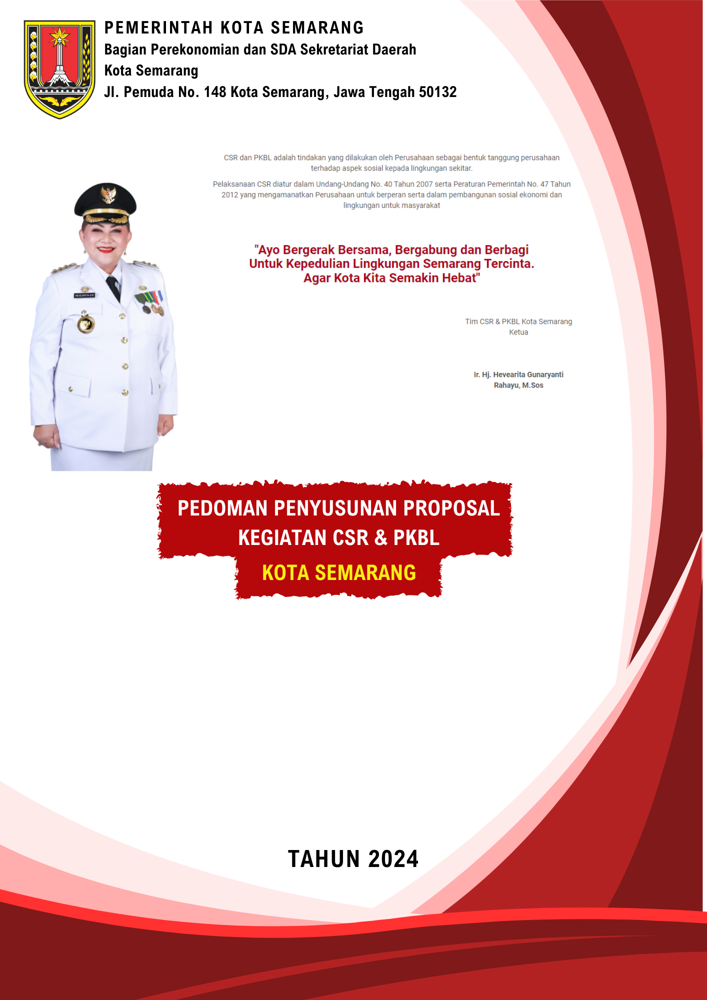 PEMERINTAH KOTA SEMARANG
Bagian Perekonomian dan SDA Sekretariat Daerah
Kota Semarang
Jl. Pemuda No. 148 Kota Semarang, Jawa Tengah 50132
CSR dan PKBL adalah tindakan yang dilakukan oleh Perusahaan sebagai bentuk tanggung perusahaan
terhadap aspek sosial kepada lingkungan sekitar.
Pelaksanaan CSR diatur dalam Undang-Undang No. 40 Tahun 2007 serta Peraturan Pemerintah No. 47 Tahun
2012 yang mengamanatkan Perusahaan untuk berperan serta dalam pembangunan sosial ekonomi dan
lingkungan untuk masyarakat
"Ayo Bergerak Bersama, Bergabung dan Berbagi
Untuk Kepedulian Lingkungan Semarang Tercinta.
Agar Kota Kita Semakin Hebat"
HEVEARITA G.R
Tim CSR & PKBL Kota Semarang
Ketua
Ir. Hj. Hevearita Gunaryanti
Rahayu, M.Sos
PEDOMAN PENYUSUNAN PROPOSAL
KEGIATAN CSR & PKBL
KOTA SEMARANG
TAHUN 2024